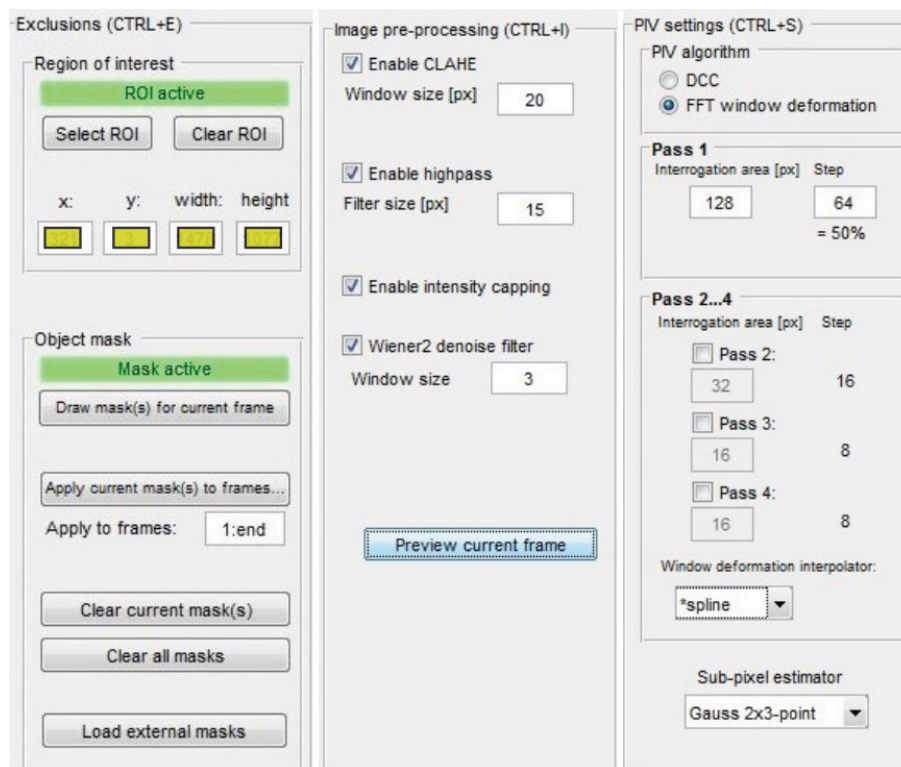 Exclusions (CTRL+E)
Region of interest
ROI active
Select ROI
Clear ROI
x: y: width: height
Object mask
Mask active
Draw mask(s) for current frame
Apply current mask(s) to frames...
Apply to frames: 1:end
Clear current mask(s)
Clear all masks
Load external masks
Image pre-processing (CTRL+I)
Enable CLAHE
Window size [px] 20
Enable highpass
Filter size [px] 15
Enable intensity capping
Wiener2 denoise filter
Window size 3
Preview current frame
PIV settings (CTRL+S)
PIV algorithm
DCC
FFT window deformation
Pass 1
Interrogation area [px] Step
128 64
= 50%
Pass 2...4
Interrogation area [px] Step
Pass 2:
32 16
Pass 3:
16 8
Pass 4:
16 8
Window deformation interpolator:
*spline
Sub-pixel estimator
Gauss 2x3-point